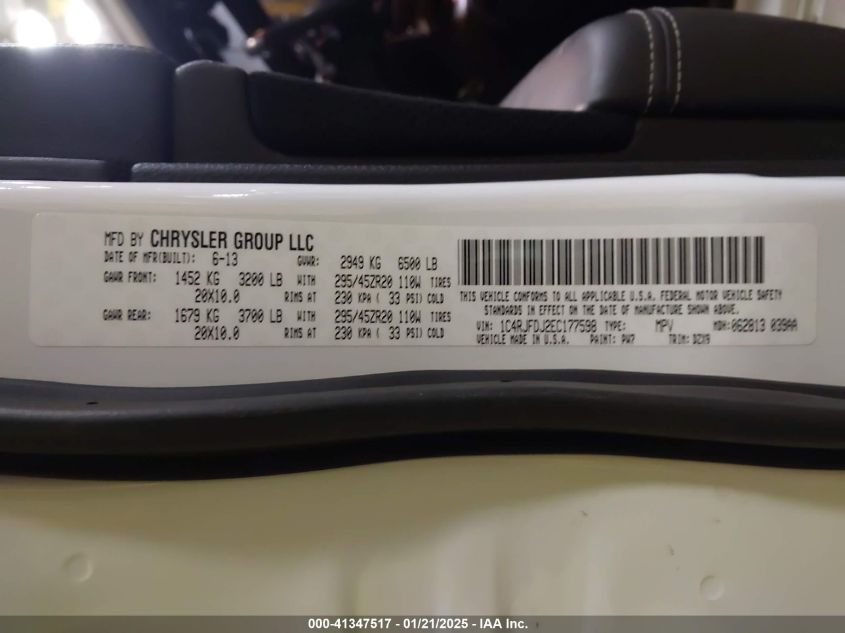 MFD BY CHRYSLER GROUP LLC
DATE OF MFR(BUILT): 6-13 GVWR: 2949 KG 6500 LB
GAWR FRONT: 1452 KG 3200 LB WITH 295/45ZR20 110W TIRES
20X10.0 RIMS AT 230 KPA ( 33 PSI) COLD
GAWR REAR: 1679 KG 3700 LB WITH 295/45ZR20 110W TIRES
20X10.0 RIMS AT 230 KPA ( 33 PSI) COLD
THIS VEHICLE CONFORMS TO ALL APPLICABLE U.S.A. FEDERAL MOTOR VEHICLE SAFETY
STANDARDS IN EFFECT ON THE DATE OF MANUFACTURE SHOWN ABOVE.
VIN: 1C4RJFDJ2EC177598 TYPE: MPV MDH:062813 039AA
VEHICLE MADE IN U.S.A. PAINT: PW7 TRIM: DZX9
000-41347517 - 01/21/2025 - IAA Inc.